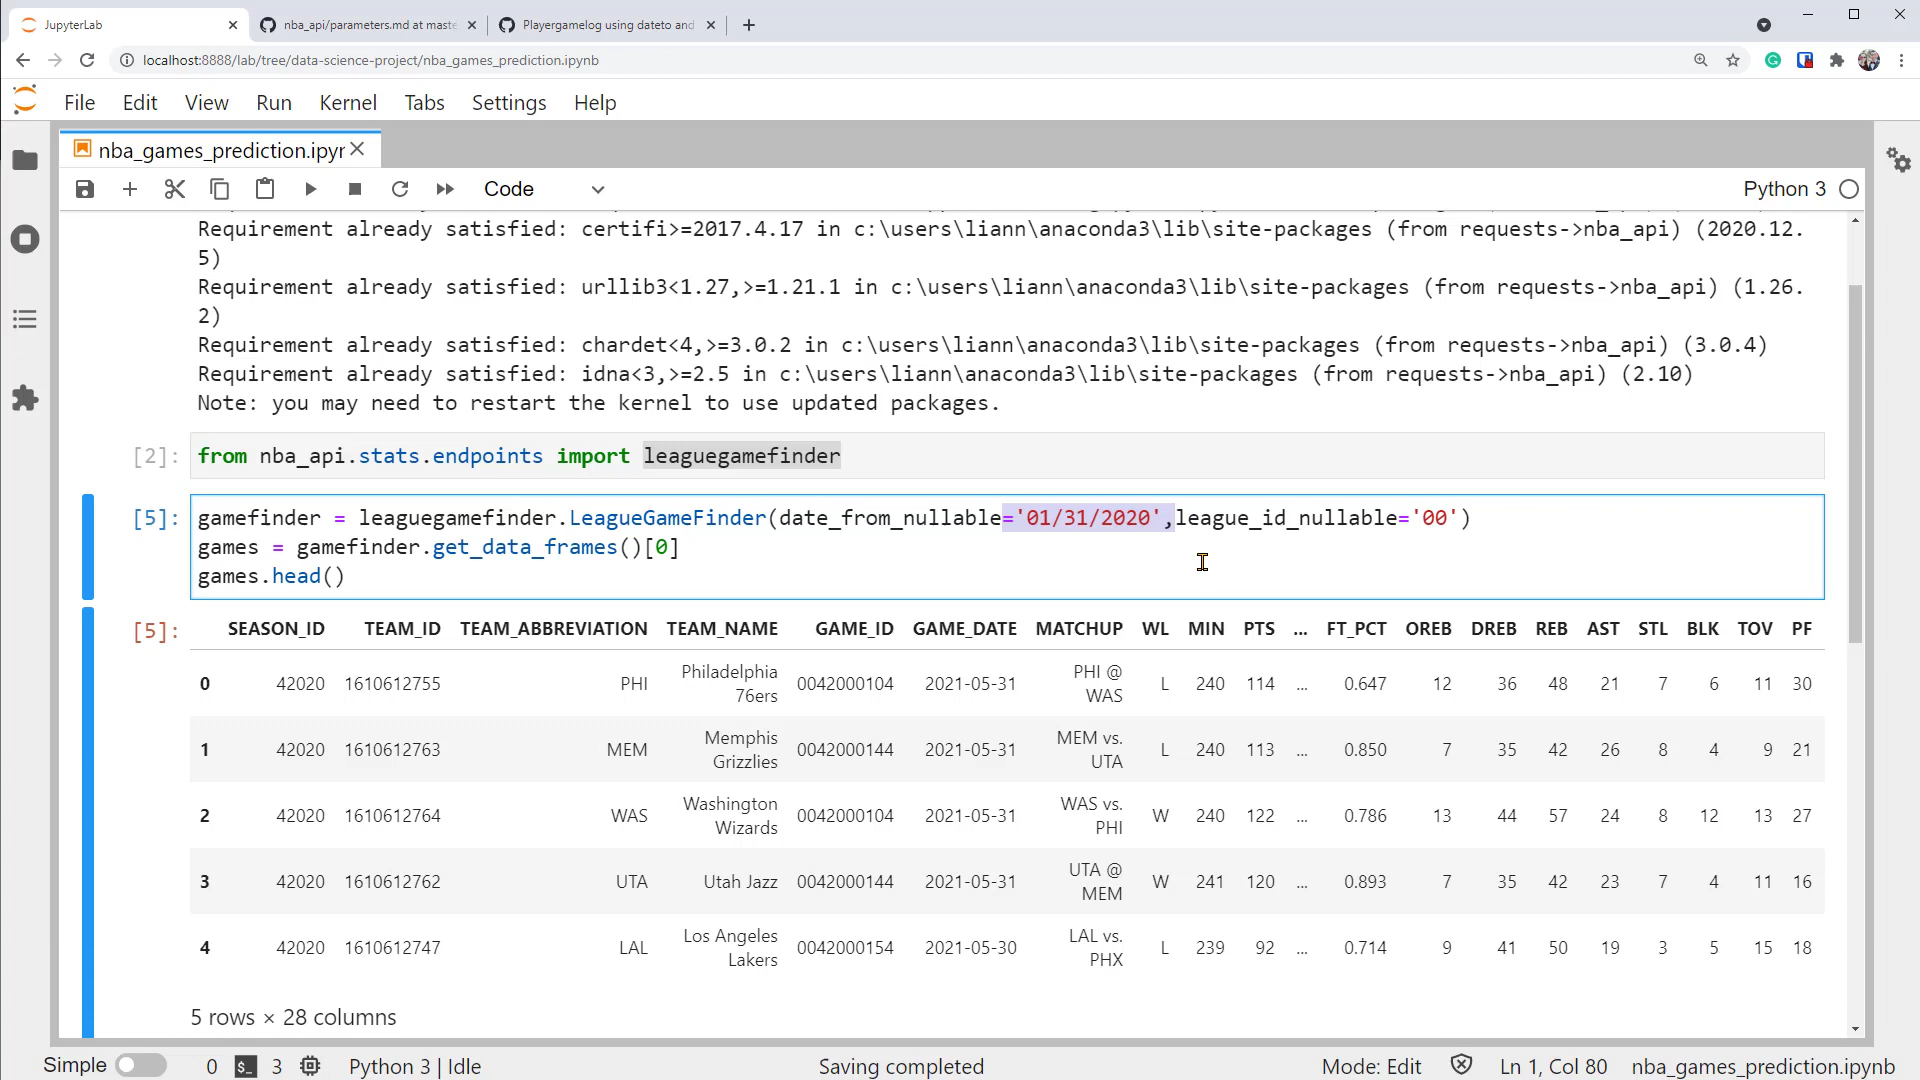 JupyterLab
nba_api/parameters.md at maste
Playergamelog using dateto and
localhost:8888/lab/tree/data-science-project/nba_games_prediction.ipynb
File Edit View Run Kernel Tabs Settings Help
nba_games_prediction.ipyr
Code
Python 3
Requirement already satisfied: certifi>=2017.4.17 in c:\users\liann\anaconda3\lib\site-packages (from requests->nba_api) (2020.12.
5)
Requirement already satisfied: urllib3<1.27,>=1.21.1 in c:\users\liann\anaconda3\lib\site-packages (from requests->nba_api) (1.26.
2)
Requirement already satisfied: chardet<4,>=3.0.2 in c:\users\liann\anaconda3\lib\site-packages (from requests->nba_api) (3.0.4)
Requirement already satisfied: idna<3,>=2.5 in c:\users\liann\anaconda3\lib\site-packages (from requests->nba_api) (2.10)
Note: you may need to restart the kernel to use updated packages.
[2]: from nba_api.stats.endpoints import leaguegamefinder
[5]: gamefinder = leaguegamefinder.LeagueGameFinder(date_from_nullable='01/31/2020',league_id_nullable='00')
games = gamefinder.get_data_frames()[0]
games.head()
[5]: SEASON_ID TEAM_ID TEAM_ABBREVIATION TEAM_NAME GAME_ID GAME_DATE MATCHUP WL MIN PTS ... FT_PCT OREB DREB REB AST STL BLK TOV PF
0 42020 1610612755 PHI Philadelphia 76ers 0042000104 2021-05-31 PHI @ WAS L 240 114 ... 0.647 12 36 48 21 7 6 11 30
1 42020 1610612763 MEM Memphis Grizzlies 0042000144 2021-05-31 MEM vs. UTA L 240 113 ... 0.850 7 35 42 26 8 4 9 21
2 42020 1610612764 WAS Washington Wizards 0042000104 2021-05-31 WAS vs. PHI W 240 122 ... 0.786 13 44 57 24 8 12 13 27
3 42020 1610612762 UTA Utah Jazz 0042000144 2021-05-31 UTA @ MEM W 241 120 ... 0.893 7 35 42 23 7 4 11 16
4 42020 1610612747 LAL Los Angeles Lakers 0042000154 2021-05-30 LAL vs. PHX L 239 92 ... 0.714 9 41 50 19 3 5 15 18
5 rows × 28 columns
Simple 0 3 Python 3 | Idle Saving completed Mode: Edit Ln 1, Col 80 nba_games_prediction.ipynb